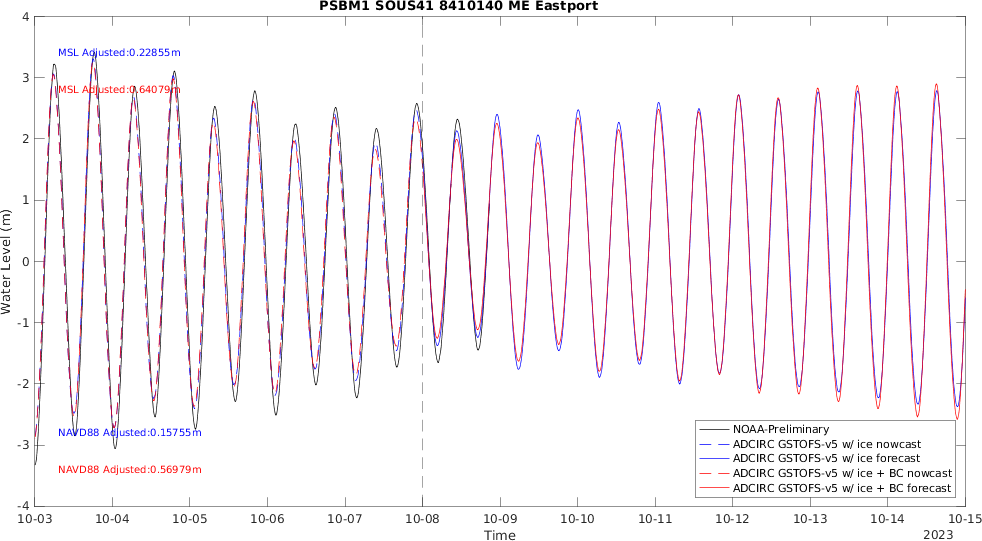 PSBM1 SOUS41 8410140 ME Eastport
4
3
2
1
0
-1
-2
-3
-4
Water Level (m)
MSL Adjusted:0.22855m
MSL Adjusted:0.64079m
NAVD88 Adjusted:0.15755m
NAVD88 Adjusted:0.56979m
NOAA-Preliminary
ADCIRC GSTOFS-v5 w/ ice nowcast
ADCIRC GSTOFS-v5 w/ ice forecast
ADCIRC GSTOFS-v5 w/ ice + BC nowcast
ADCIRC GSTOFS-v5 w/ ice + BC forecast
10-03 10-04 10-05 10-06 10-07 10-08 10-09 10-10 10-11 10-12 10-13 10-14 10-15
Time
2023